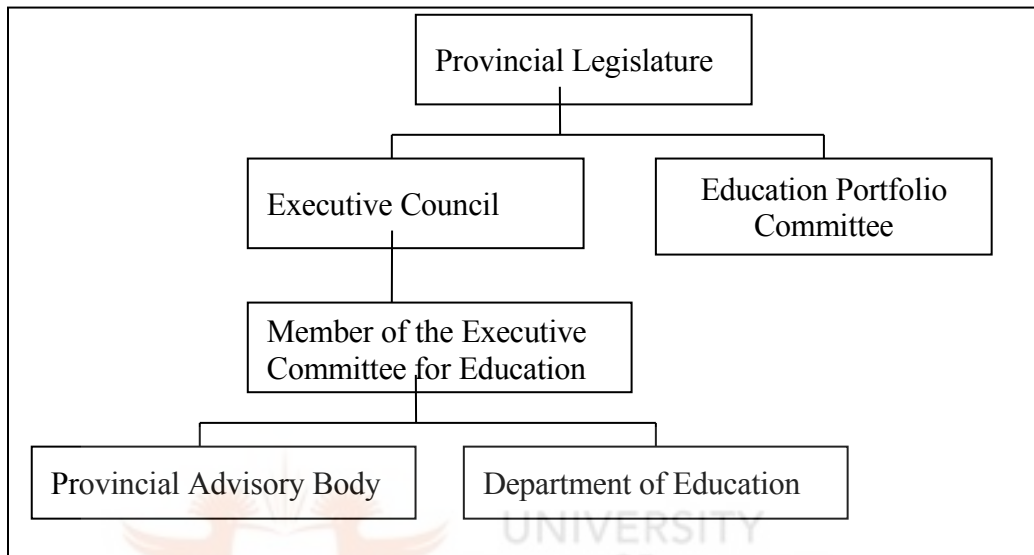 Provincial Legislature
Executive Council
Education Portfolio
Committee
Member of the Executive
Committee for Education
Provincial Advisory Body
Department of Education
UNIVERSITY